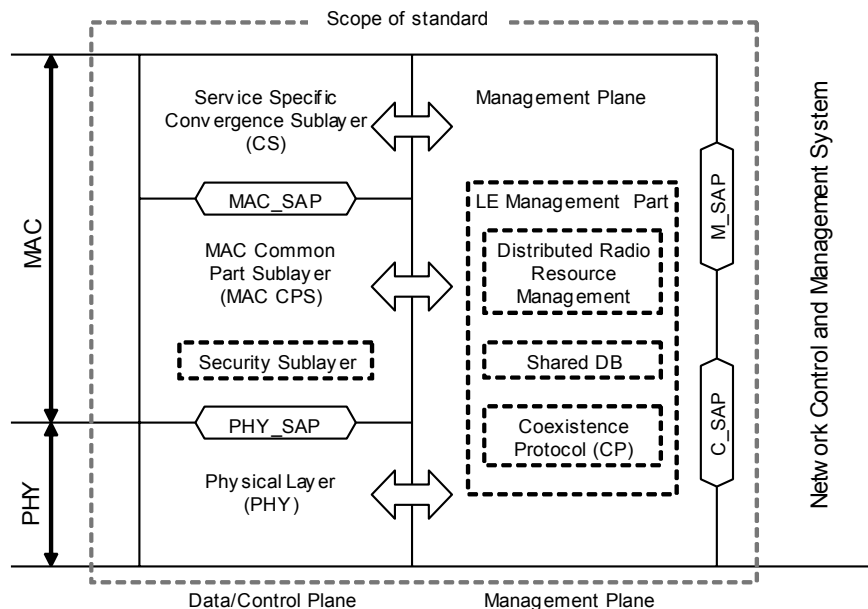 Scope of standard
Service Specific
Convergence Sublayer
(CS)
Management Plane
MAC_SAP
LE Management Part
M_SAP
MAC
MAC Common
Part Sublayer
(MAC CPS)
Distributed Radio
Resource
Management
Network Control and Management System
Security Sublayer
Shared DB
C_SAP
PHY_SAP
Coexistence
Protocol (CP)
PHY
Physical Layer
(PHY)
Data/Control Plane
Management Plane